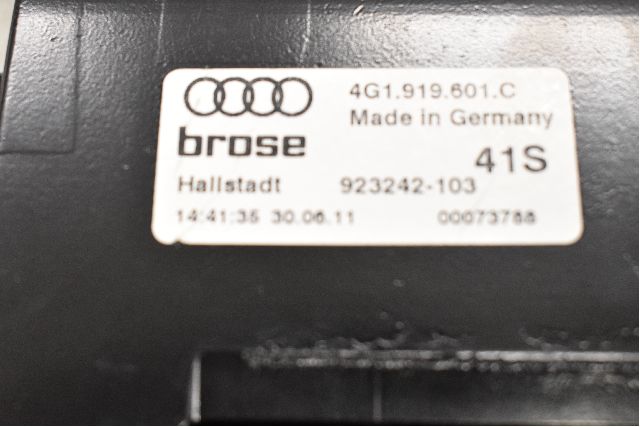 4G1.919.601.C
Made in Germany
brose
41S
Hallstadt 923242-103
14:41:35 30.06.11 00073788